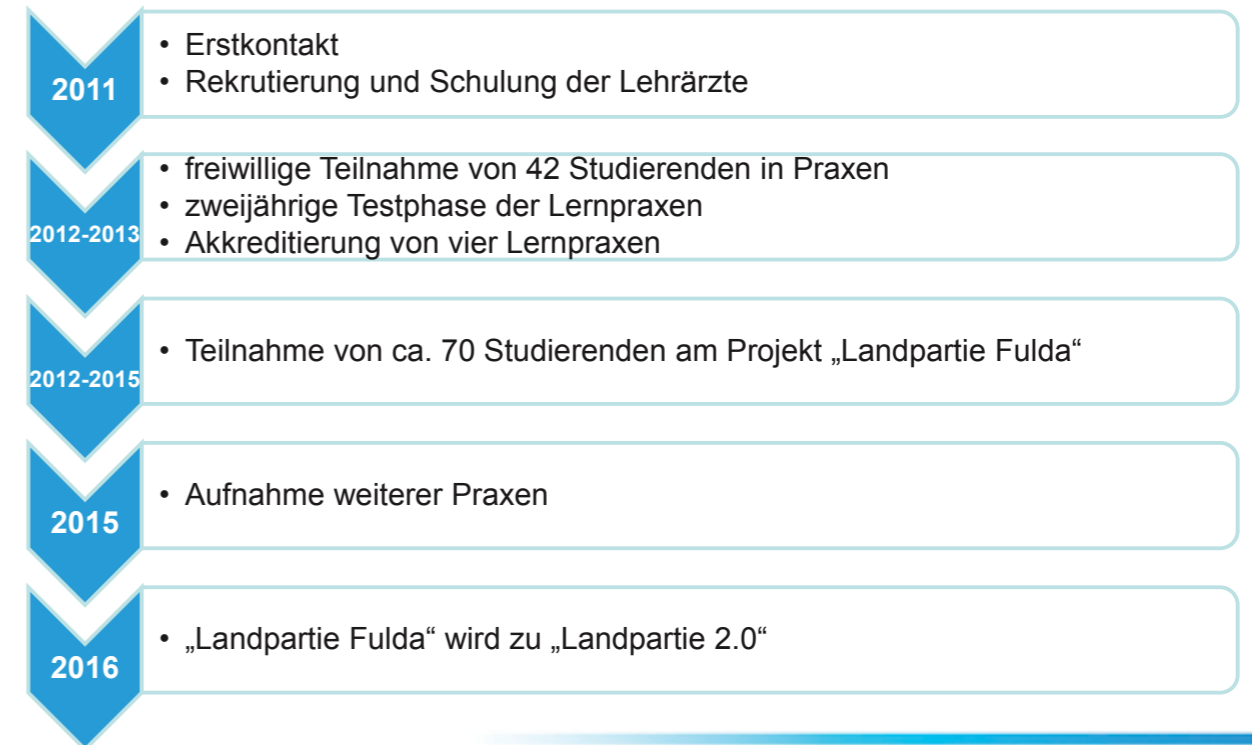 2011
• Erstkontakt
• Rekrutierung und Schulung der Lehrärzte
2012-2013
• freiwillige Teilnahme von 42 Studierenden in Praxen
• zweijährige Testphase der Lernpraxen
• Akkreditierung von vier Lernpraxen
2012-2015
• Teilnahme von ca. 70 Studierenden am Projekt „Landpartie Fulda“
2015
• Aufnahme weiterer Praxen
2016
• „Landpartie Fulda“ wird zu „Landpartie 2.0“